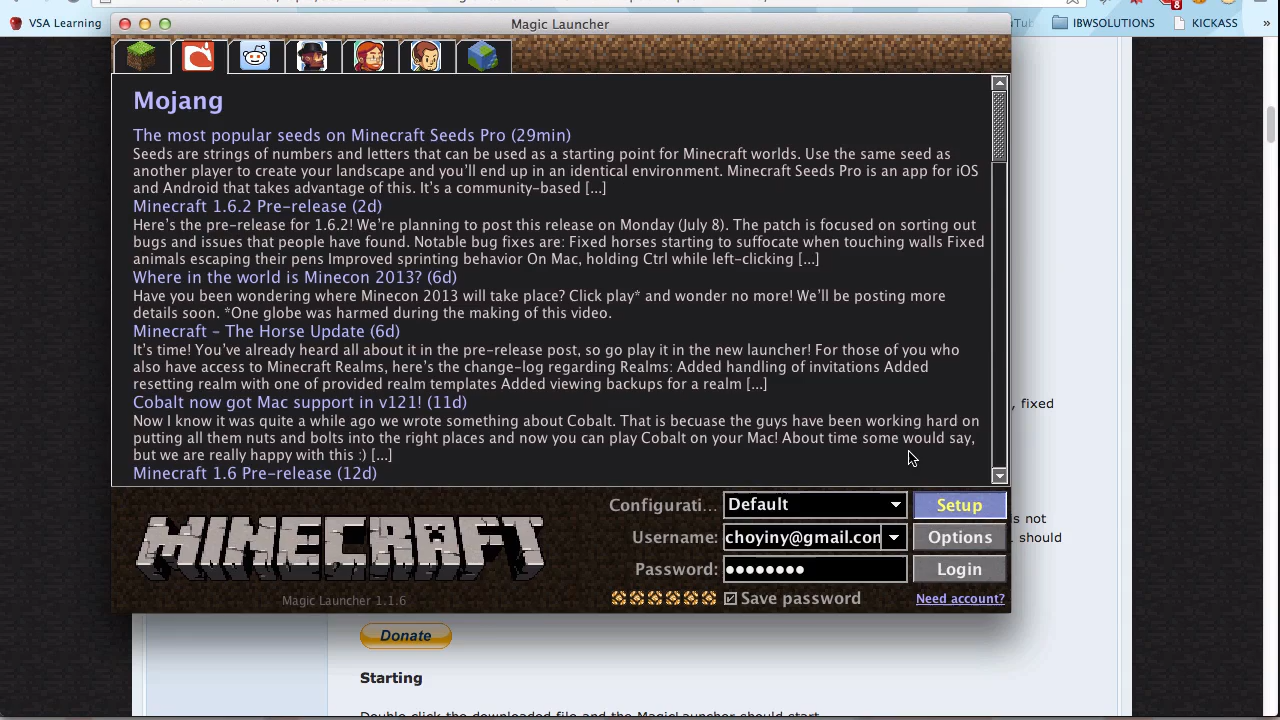 Magic Launcher
VSA Learning
IBWSOLUTIONS
KICKASS
»
8
Mojang
The most popular seeds on Minecraft Seeds Pro (29min)
Seeds are strings of numbers and letters that can be used as a starting point for Minecraft worlds. Use the same seed as
another player to create your landscape and you'll end up in an identical environment. Minecraft Seeds Pro is an app for iOS
and Android that takes advantage of this. It's a community-based [...]
Minecraft 1.6.2 Pre-release (2d)
Here's the pre-release for 1.6.2! We're planning to post this release on Monday (July 8). The patch is focused on sorting out
bugs and issues that people have found. Notable bug fixes are: Fixed horses starting to suffocate when touching walls Fixed
animals escaping their pens Improved sprinting behavior On Mac, holding Ctrl while left-clicking [...]
Where in the world is Minecon 2013? (6d)
Have you been wondering where Minecon 2013 will take place? Click play* and wonder no more! We'll be posting more
details soon. *One globe was harmed during the making of this video.
Minecraft – The Horse Update (6d)
It's time! You've already heard all about it in the pre-release post, so go play it in the new launcher! For those of you who
also have access to Minecraft Realms, here's the change-log regarding Realms: Added handling of invitations Added
resetting realm with one of provided realm templates Added viewing backups for a realm [...]
Cobalt now got Mac support in v121! (11d)
Now I know it was quite a while ago we wrote something about Cobalt. That is becuase the guys have been working hard on
putting all them nuts and bolts into the right places and now you can play Cobalt on your Mac! About time some would say,
but we are really happy with this :) [...]
Minecraft 1.6 Pre-release (12d)
, fixed
is not
should
MINECRAFT
Magic Launcher 1.1.6
Configurati... Default Setup
Username: choyiny@gmail.con Options
Password: ●●●●●●●● Login
Save password Need account?
Donate
Starting
Double click the downloaded file and the MagicLauncher should start.